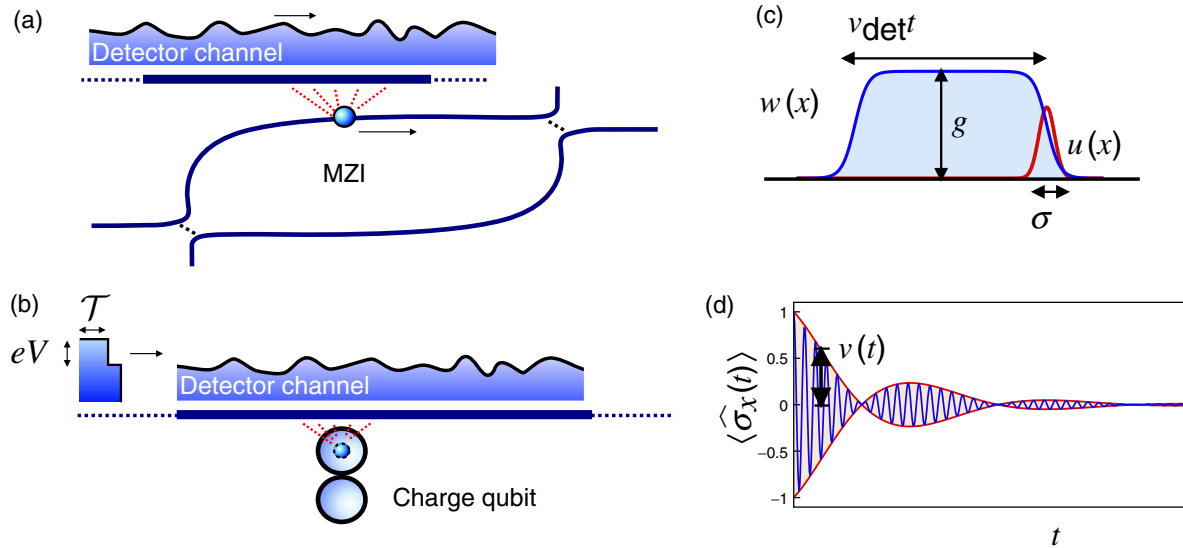 (a)
Detector channel
MZI
(b)
𝒯
eV
Detector channel
Charge qubit
(c)
v_det t
w(x)
g
u(x)
σ
(d)
1
0.5
0
−0.5
−1
v(t)
⟨σ̂_x(t)⟩
t